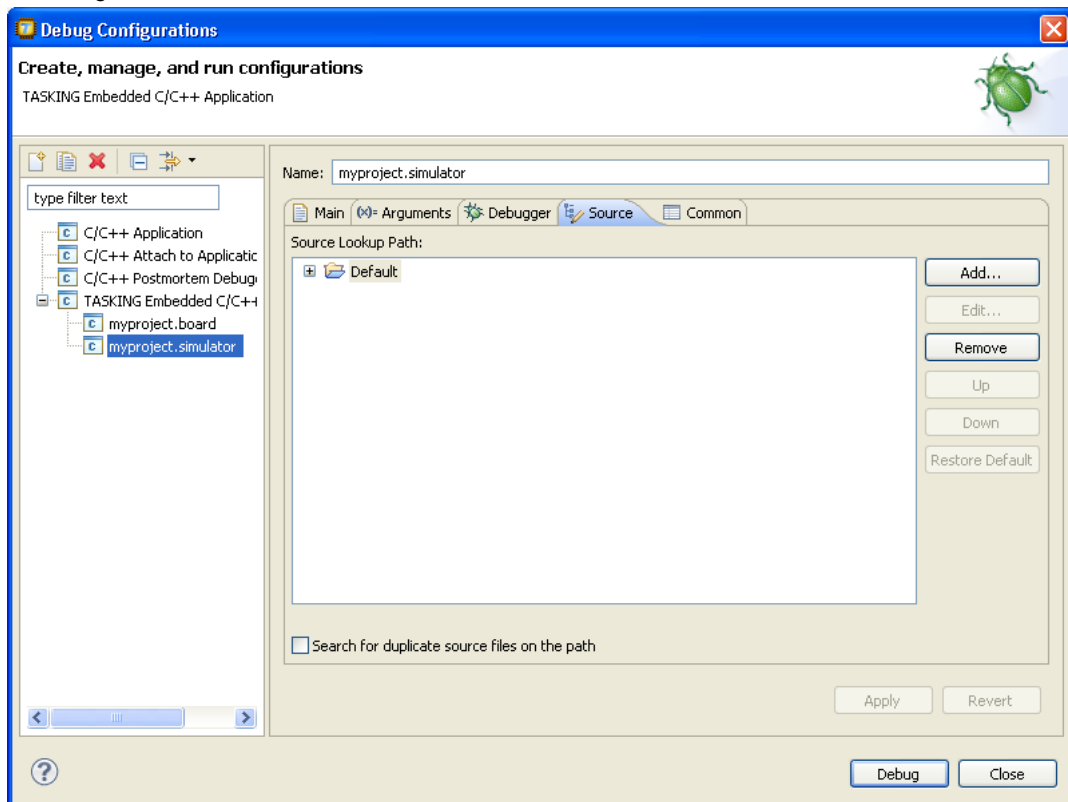 Debug Configurations
Create, manage, and run configurations
TASKING Embedded C/C++ Application
type filter text
C/C++ Application
C/C++ Attach to Applicatic
C/C++ Postmortem Debug
TASKING Embedded C/C++
myproject.board
myproject.simulator
Name: myproject.simulator
Main (x)= Arguments Debugger Source Common
Source Lookup Path:
Default
Add...
Edit...
Remove
Up
Down
Restore Default
Search for duplicate source files on the path
Apply Revert
Debug Close